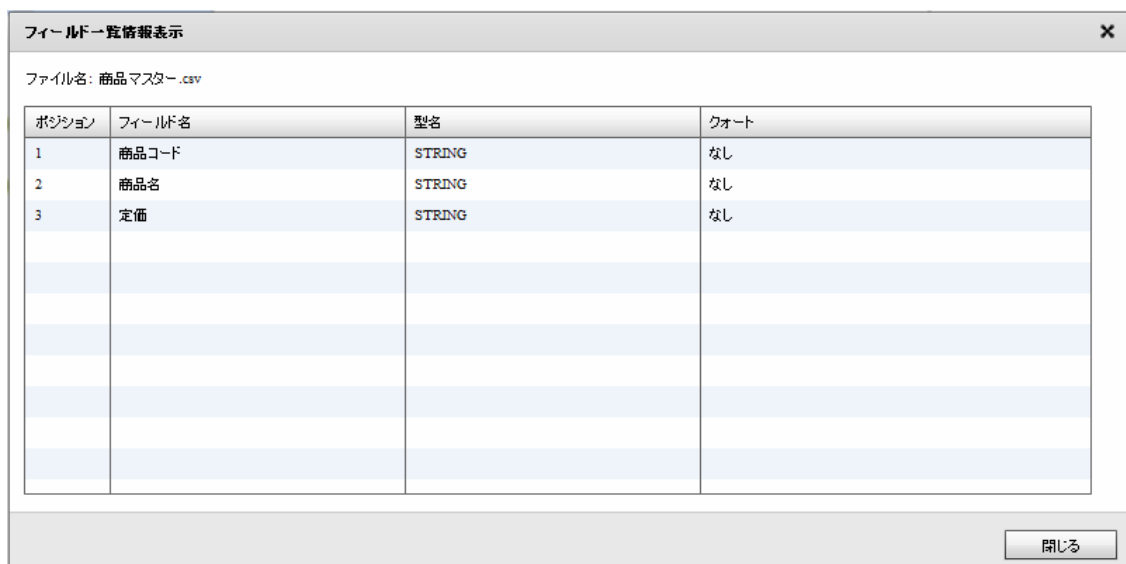 フィールド一覧情報表示
ファイル名: 商品マスター.csv
ポジション フィールド名 型名 クォート
1 商品コード STRING なし
2 商品名 STRING なし
3 定価 STRING なし
閉じる